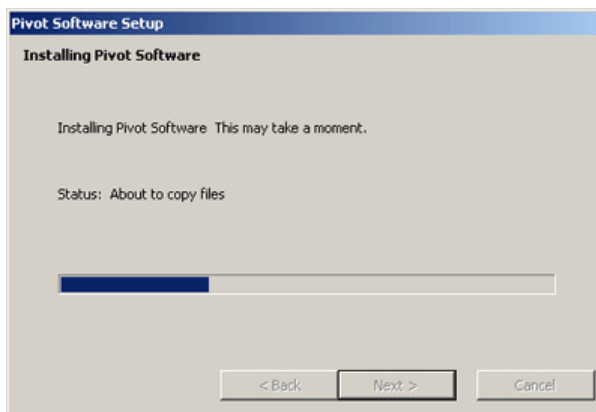 Pivot Software Setup
Installing Pivot Software
Installing Pivot Software This may take a moment.
Status: About to copy files
< Back Next > Cancel